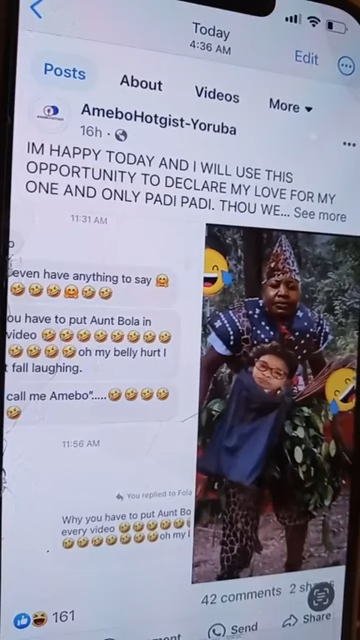 Today
4:36 AM
Edit
Posts
About
Videos
More
AmeboHotgist-Yoruba
16h
IM HAPPY TODAY AND I WILL USE THIS
OPPORTUNITY TO DECLARE MY LOVE FOR MY
ONE AND ONLY PADI PADI. THOU WE... See more
11:31 AM
even have anything to say 🤗
🤣🤣🤣🤗🤣🤣
ou have to put Aunt Bola in
video 🤣🤣🤣🤣🤣🤣🤣🤣
🤣🤣🤣🤣oh my belly hurt I
fall laughing.
call me Amebo”.....🤣🤣🤣🤣
🤣
11:56 AM
You replied to Fola
Why you have to put Aunt Bo
every video 🤣🤣🤣🤣🤣
🤣🤣🤣🤣🤣🤣🤣oh my
161
42 comments
Send
Share